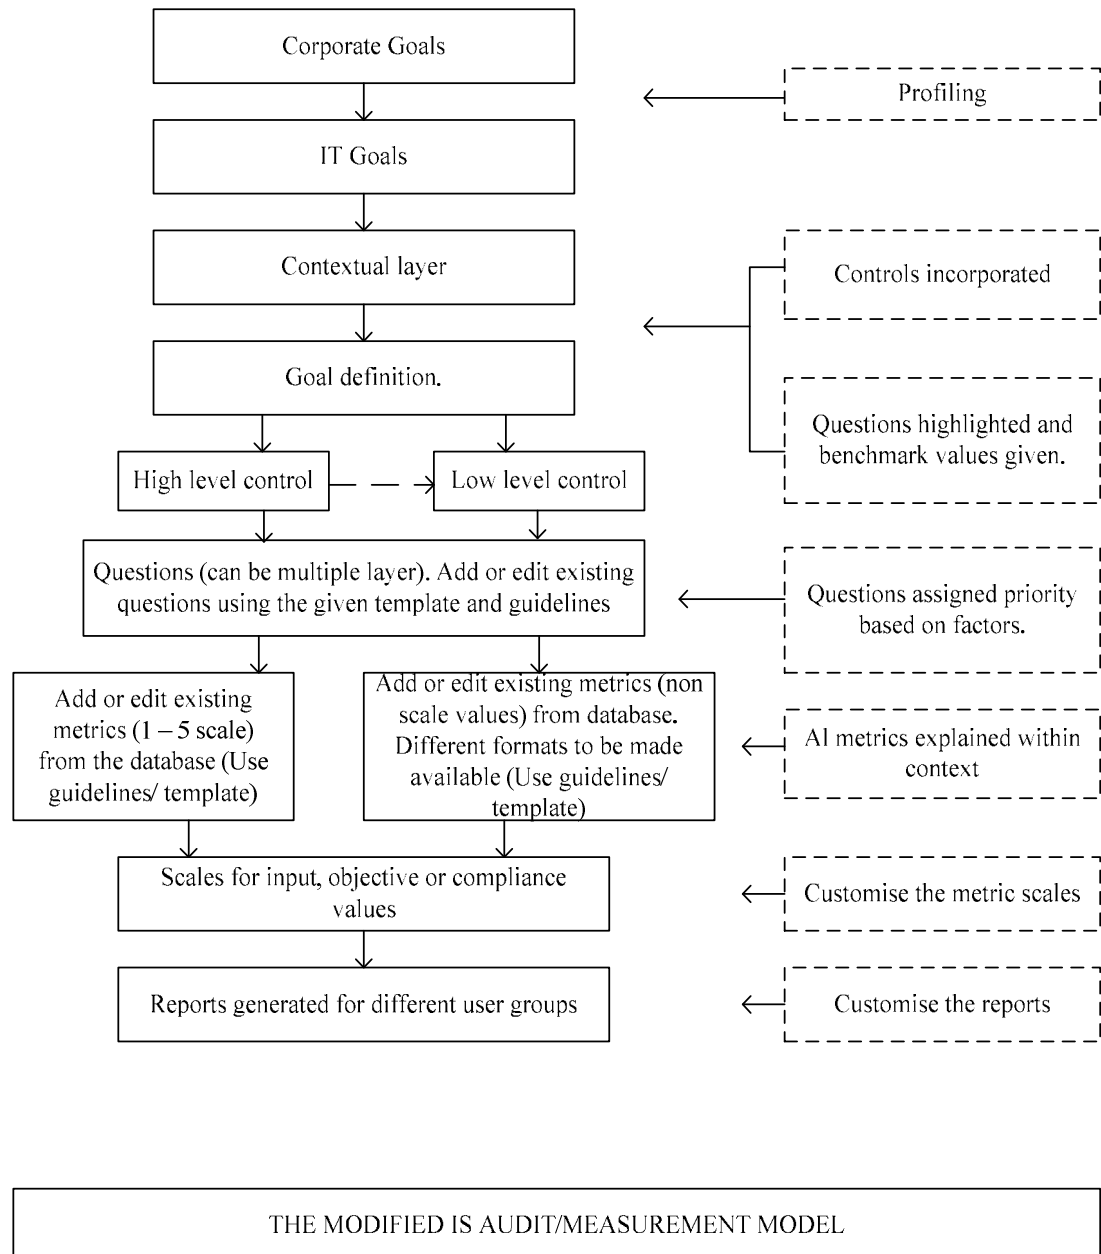 Corporate Goals
Profiling
IT Goals
Contextual layer
Controls incorporated
Goal definition.
Questions highlighted and
benchmark values given.
High level control
Low level control
Questions (can be multiple layer). Add or edit existing
questions using the given template and guidelines
Questions assigned priority
based on factors.
Add or edit existing
metrics (1 – 5 scale)
from the database (Use
guidelines/ template)
Add or edit existing metrics (non
scale values) from database.
Different formats to be made
available (Use guidelines/
template)
Al metrics explained within
context
Scales for input, objective or compliance
values
Customise the metric scales
Reports generated for different user groups
Customise the reports
THE MODIFIED IS AUDIT/MEASUREMENT MODEL